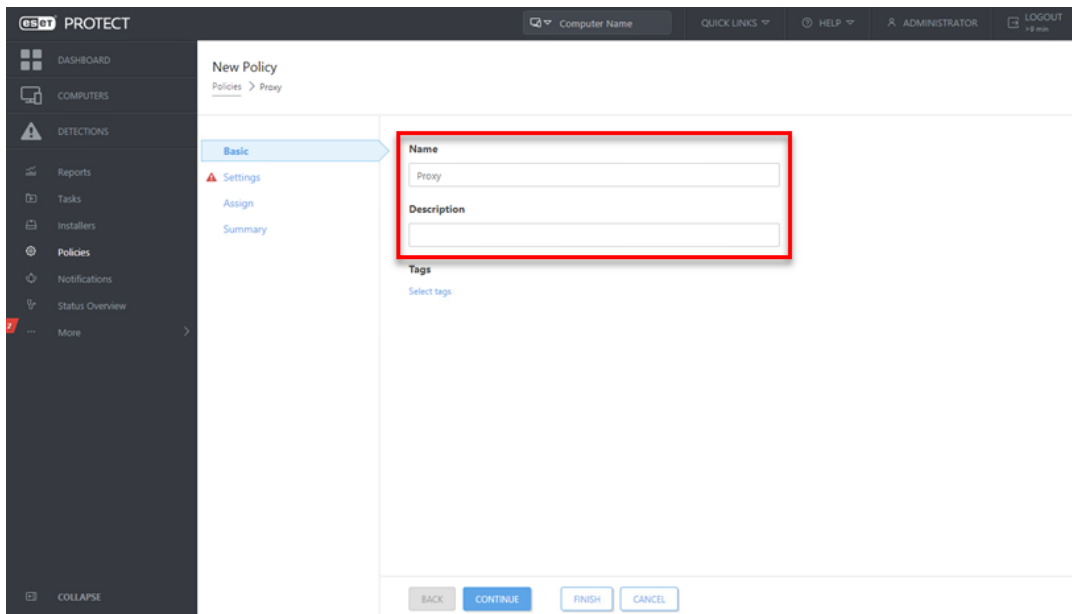 eset PROTECT
Computer Name
QUICK LINKS
HELP
ADMINISTRATOR
LOGOUT
>9 min
DASHBOARD
COMPUTERS
DETECTIONS
Reports
Tasks
Installers
Policies
Notifications
Status Overview
More
COLLAPSE
New Policy
Policies > Proxy
Basic
Settings
Assign
Summary
Name
Proxy
Description
Tags
Select tags
BACK
CONTINUE
FINISH
CANCEL